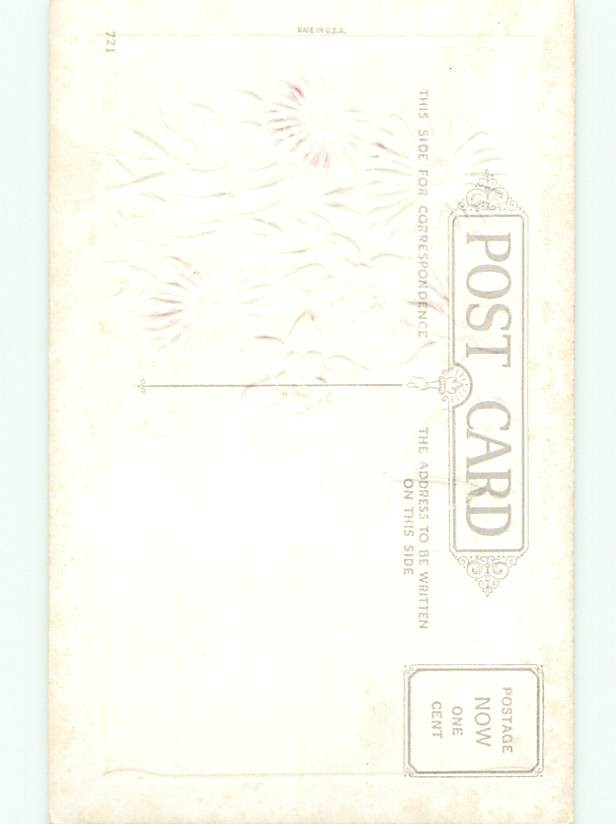 POST CARD
THIS SIDE FOR CORRESPONDENCE
THE ADDRESS TO BE WRITTEN
ON THIS SIDE
POSTAGE
NOW
ONE
CENT
MADE IN U.S.A.
721